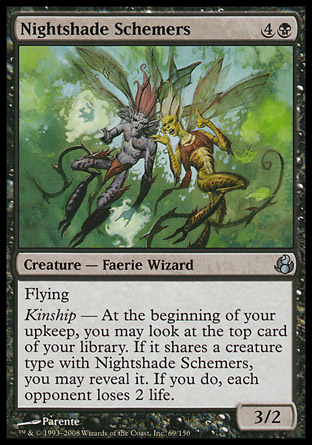 Nightshade Schemers 4
Creature — Faerie Wizard
Flying
Kinship — At the beginning of your
upkeep, you may look at the top card
of your library. If it shares a creature
type with Nightshade Schemers,
you may reveal it. If you do, each
opponent loses 2 life.
Parente
™ & © 1993–2008 Wizards of the Coast, Inc. 69/150
3/2